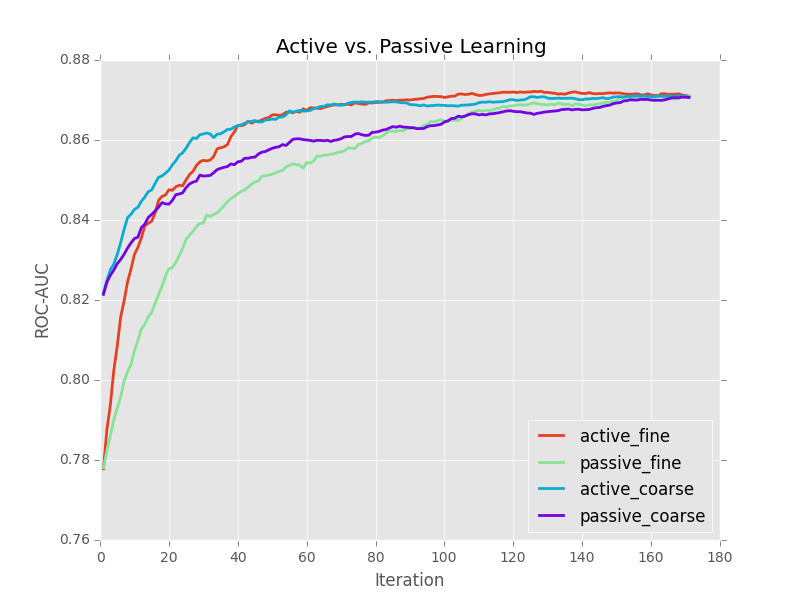 Active vs. Passive Learning
0.88
0.86
0.84
0.82
0.80
0.78
0.76
ROC-AUC
0 20 40 60 80 100 120 140 160 180
Iteration
active_fine
passive_fine
active_coarse
passive_coarse